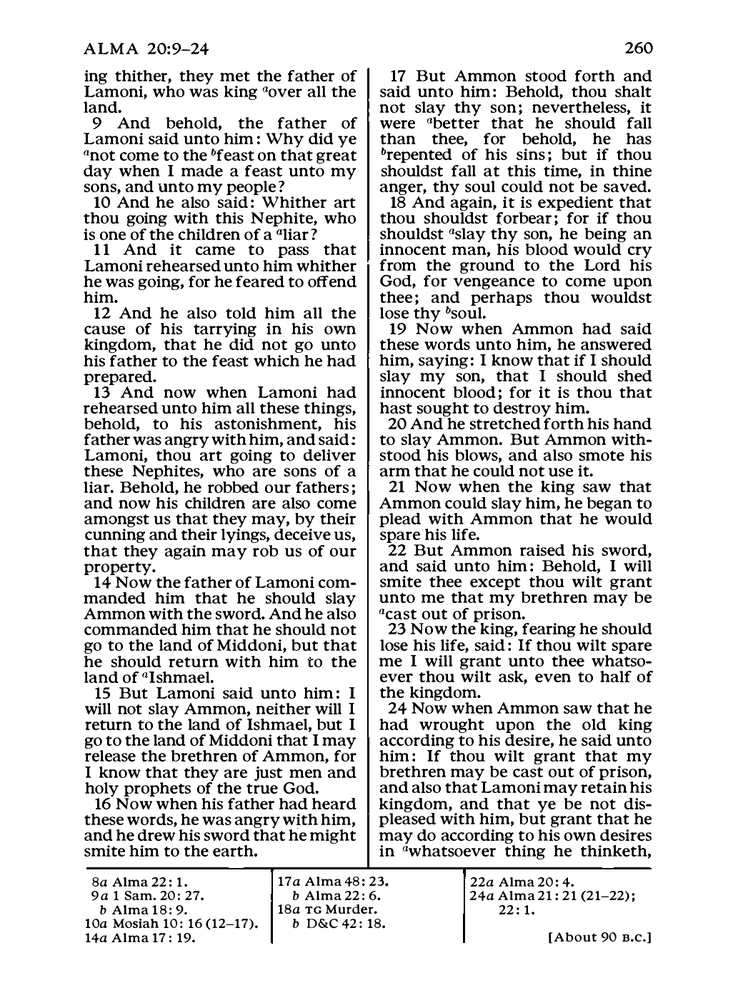 ALMA 20:9–24
260
ing thither, they met the father of
Lamoni, who was king aover all the
land.
9 And behold, the father of
Lamoni said unto him: Why did ye
anot come to the bfeast on that great
day when I made a feast unto my
sons, and unto my people?
10 And he also said: Whither art
thou going with this Nephite, who
is one of the children of a aliar?
11 And it came to pass that
Lamoni rehearsed unto him whither
he was going, for he feared to offend
him.
12 And he also told him all the
cause of his tarrying in his own
kingdom, that he did not go unto
his father to the feast which he had
prepared.
13 And now when Lamoni had
rehearsed unto him all these things,
behold, to his astonishment, his
father was angry with him, and said:
Lamoni, thou art going to deliver
these Nephites, who are sons of a
liar. Behold, he robbed our fathers;
and now his children are also come
amongst us that they may, by their
cunning and their lyings, deceive us,
that they again may rob us of our
property.
14 Now the father of Lamoni com-
manded him that he should slay
Ammon with the sword. And he also
commanded him that he should not
go to the land of Middoni, but that
he should return with him to the
land of aIshmael.
15 But Lamoni said unto him: I
will not slay Ammon, neither will I
return to the land of Ishmael, but I
go to the land of Middoni that I may
release the brethren of Ammon, for
I know that they are just men and
holy prophets of the true God.
16 Now when his father had heard
these words, he was angry with him,
and he drew his sword that he might
smite him to the earth.
17 But Ammon stood forth and
said unto him: Behold, thou shalt
not slay thy son; nevertheless, it
were abetter that he should fall
than thee, for behold, he has
brepented of his sins; but if thou
shouldst fall at this time, in thine
anger, thy soul could not be saved.
18 And again, it is expedient that
thou shouldst forbear; for if thou
shouldst aslay thy son, he being an
innocent man, his blood would cry
from the ground to the Lord his
God, for vengeance to come upon
thee; and perhaps thou wouldst
lose thy bsoul.
19 Now when Ammon had said
these words unto him, he answered
him, saying: I know that if I should
slay my son, that I should shed
innocent blood; for it is thou that
hast sought to destroy him.
20 And he stretched forth his hand
to slay Ammon. But Ammon with-
stood his blows, and also smote his
arm that he could not use it.
21 Now when the king saw that
Ammon could slay him, he began to
plead with Ammon that he would
spare his life.
22 But Ammon raised his sword,
and said unto him: Behold, I will
smite thee except thou wilt grant
unto me that my brethren may be
acast out of prison.
23 Now the king, fearing he should
lose his life, said: If thou wilt spare
me I will grant unto thee whatso-
ever thou wilt ask, even to half of
the kingdom.
24 Now when Ammon saw that he
had wrought upon the old king
according to his desire, he said unto
him: If thou wilt grant that my
brethren may be cast out of prison,
and also that Lamoni may retain his
kingdom, and that ye be not dis-
pleased with him, but grant that he
may do according to his own desires
in awhatsoever thing he thinketh,
8a Alma 22: 1.
9a 1 Sam. 20: 27.
b Alma 18: 9.
10a Mosiah 10: 16 (12–17).
14a Alma 17: 19.
17a Alma 48: 23.
b Alma 22: 6.
18a TG Murder.
b D&C 42: 18.
22a Alma 20: 4.
24a Alma 21: 21 (21–22);
22: 1.
[About 90 B.C.]